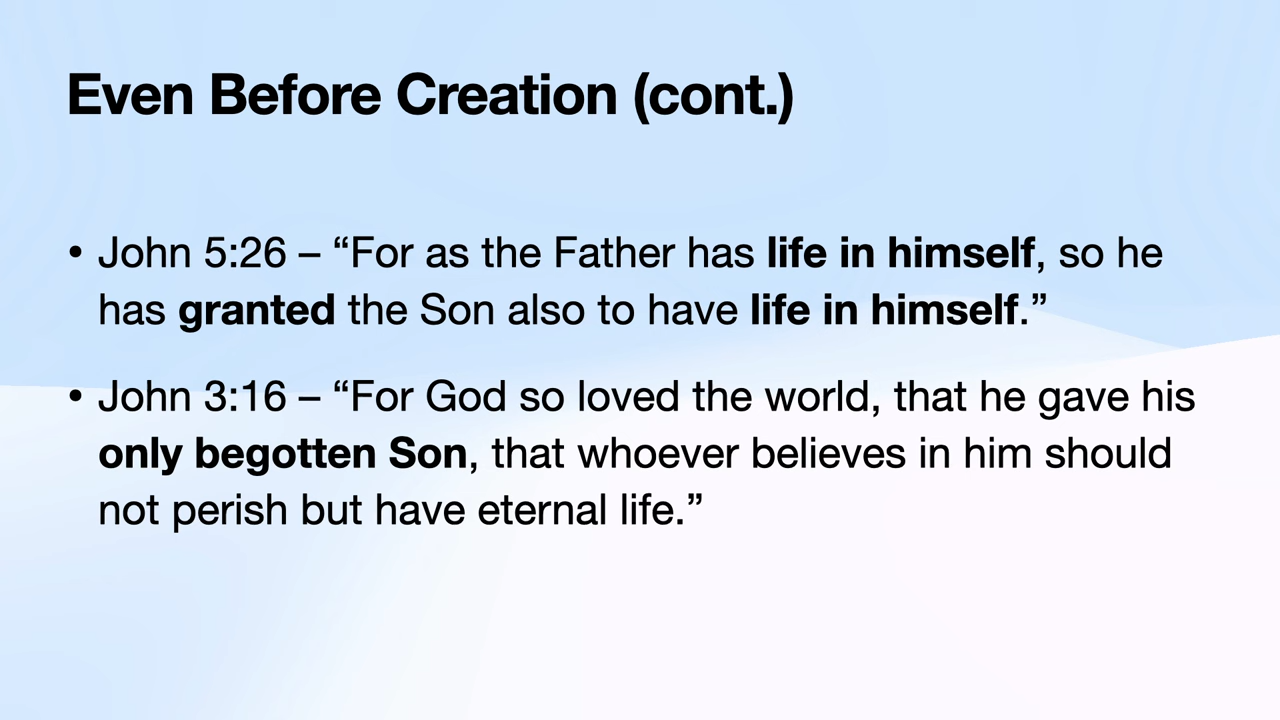 Even Before Creation (cont.)
• John 5:26 – “For as the Father has life in himself, so he
has granted the Son also to have life in himself.”
• John 3:16 – “For God so loved the world, that he gave his
only begotten Son, that whoever believes in him should
not perish but have eternal life.”